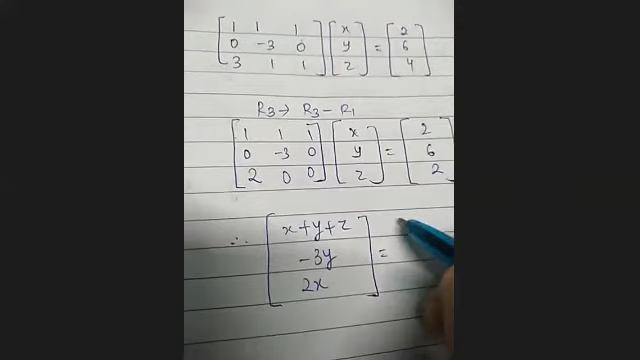 [1 1 1] [x] = [2]
[0 -3 0] [y] = [6]
[3 1 1] [z] = [4]
R3 → R3 - R1
[1 1 1] [x] = [2]
[0 -3 0] [y] = [6]
[2 0 0] [z] = [2]
∴ [x+y+z] =
[-3y]
[2x]